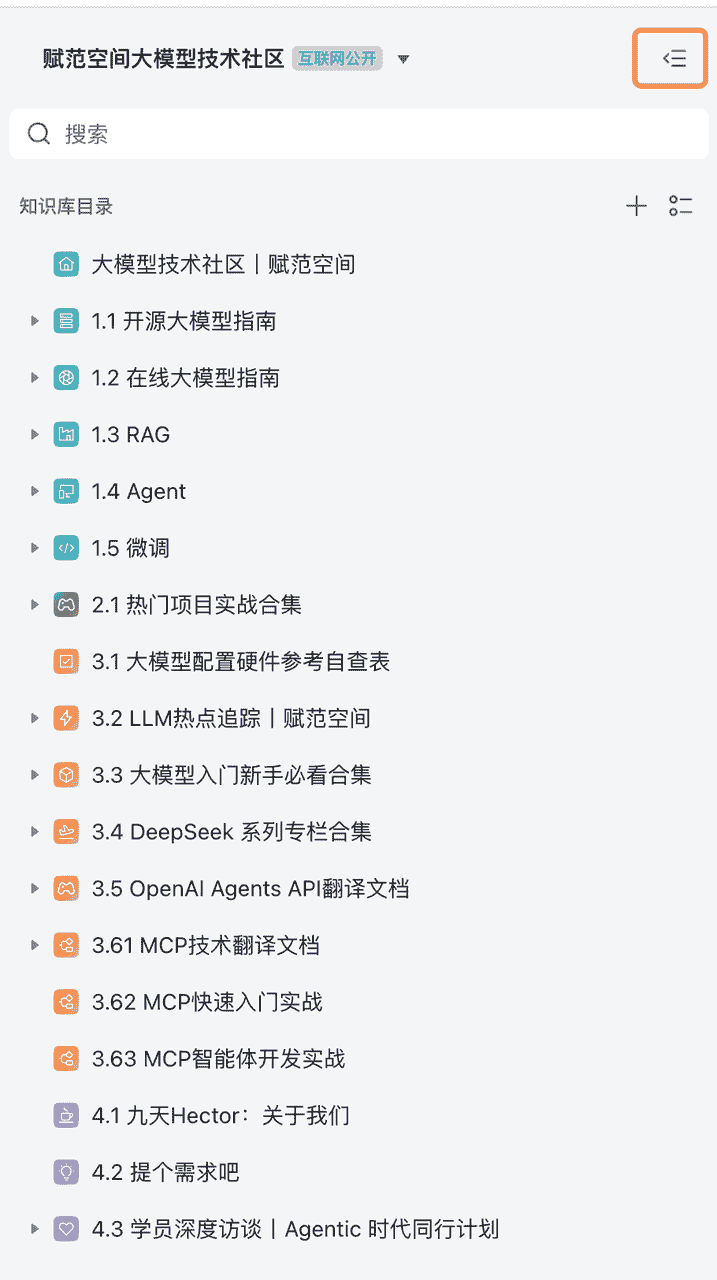 赋范空间大模型技术社区 互联网公开
搜索
知识库目录
大模型技术社区丨赋范空间
1.1 开源大模型指南
1.2 在线大模型指南
1.3 RAG
1.4 Agent
1.5 微调
2.1 热门项目实战合集
3.1 大模型配置硬件参考自查表
3.2 LLM热点追踪丨赋范空间
3.3 大模型入门新手必看合集
3.4 DeepSeek 系列专栏合集
3.5 OpenAI Agents API翻译文档
3.61 MCP技术翻译文档
3.62 MCP快速入门实战
3.63 MCP智能体开发实战
4.1 九天Hector：关于我们
4.2 提个需求吧
4.3 学员深度访谈丨Agentic 时代同行计划